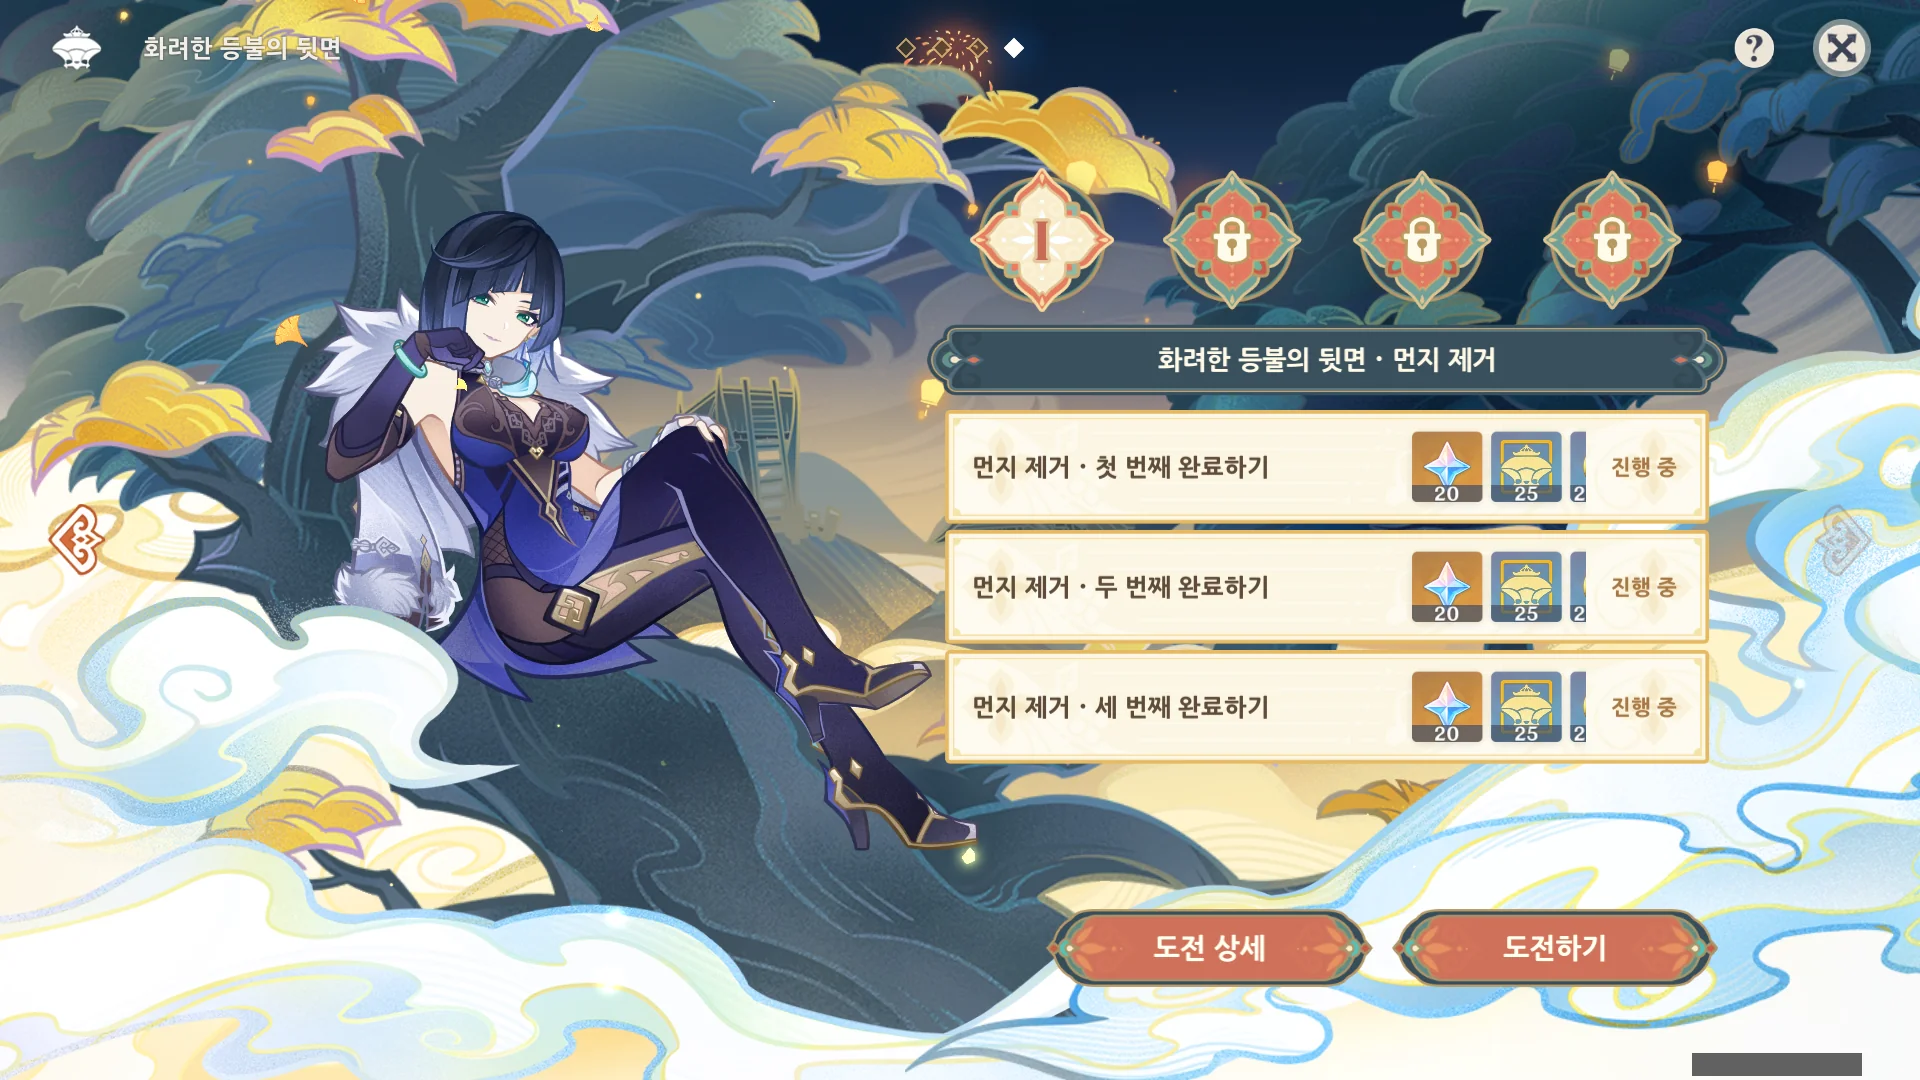 화려한 등불의 뒷면
?
I
화려한 등불의 뒷면 · 먼지 제거
먼지 제거 · 첫 번째 완료하기
20
25
2
진행 중
먼지 제거 · 두 번째 완료하기
20
25
2
진행 중
먼지 제거 · 세 번째 완료하기
20
25
2
진행 중
도전 상세
도전하기